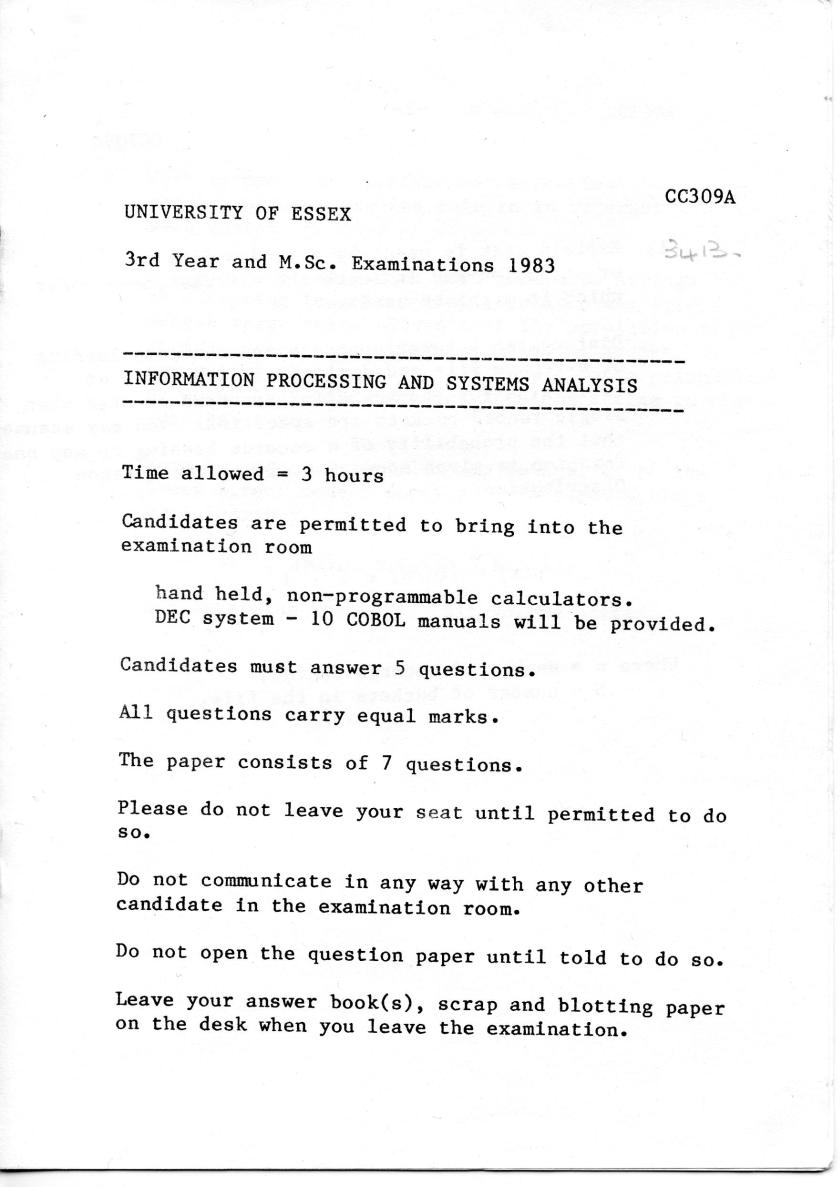 CC309A
UNIVERSITY OF ESSEX
3413.
3rd Year and M.Sc. Examinations 1983
INFORMATION PROCESSING AND SYSTEMS ANALYSIS
Time allowed = 3 hours
Candidates are permitted to bring into the
examination room
hand held, non-programmable calculators.
DEC system - 10 COBOL manuals will be provided.
Candidates must answer 5 questions.
All questions carry equal marks.
The paper consists of 7 questions.
Please do not leave your seat until permitted to do
so.
Do not communicate in any way with any other
candidate in the examination room.
Do not open the question paper until told to do so.
Leave your answer book(s), scrap and blotting paper
on the desk when you leave the examination.